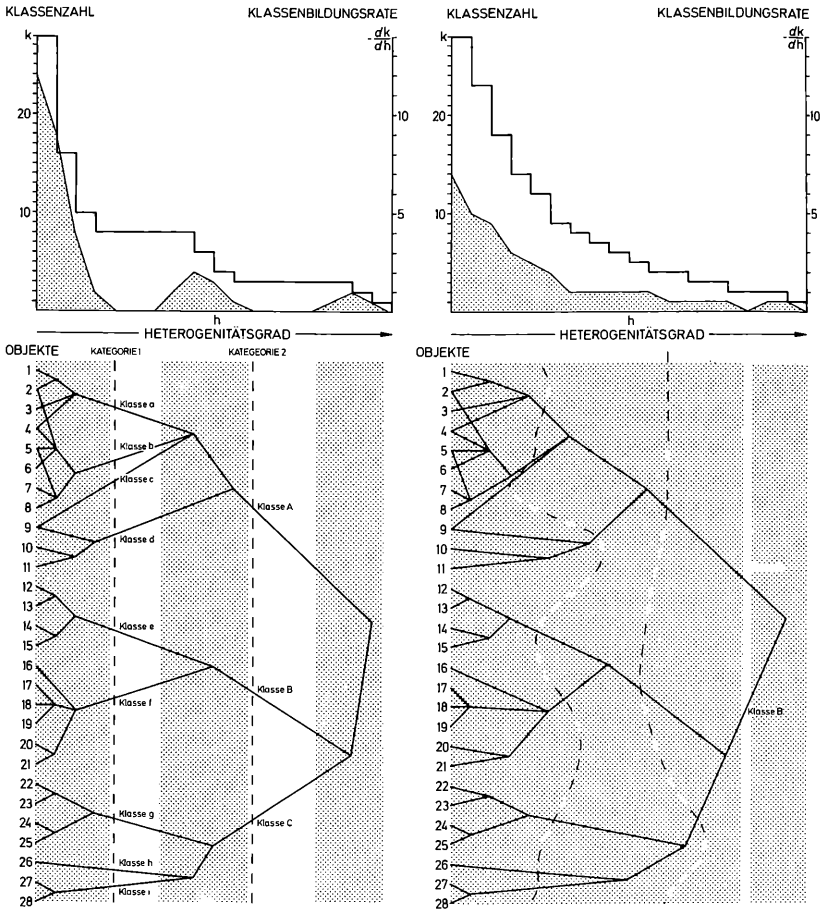 KLASSENZAHL KLASSENBILDUNGSRATE
k -dk/dh
20 10
10 5
h
HETEROGENITÄTSGRAD
OBJEKTE KATEGORIE 1 KATEGEORIE 2
1
2
3
4
5
6
7
8
9
10
11
12
13
14
15
16
17
18
19
20
21
22
23
24
25
26
27
28
Klasse a
Klasse b
Klasse c
Klasse d
Klasse e
Klasse f
Klasse g
Klasse h
Klasse i
Klasse A
Klasse B
Klasse C
KLASSENZAHL KLASSENBILDUNGSRATE
k -dk/dh
20 10
10 5
h
HETEROGENITÄTSGRAD
OBJEKTE
1
2
3
4
5
6
7
8
9
10
11
12
13
14
15
16
17
18
19
20
21
22
23
24
25
26
27
28
Klasse B